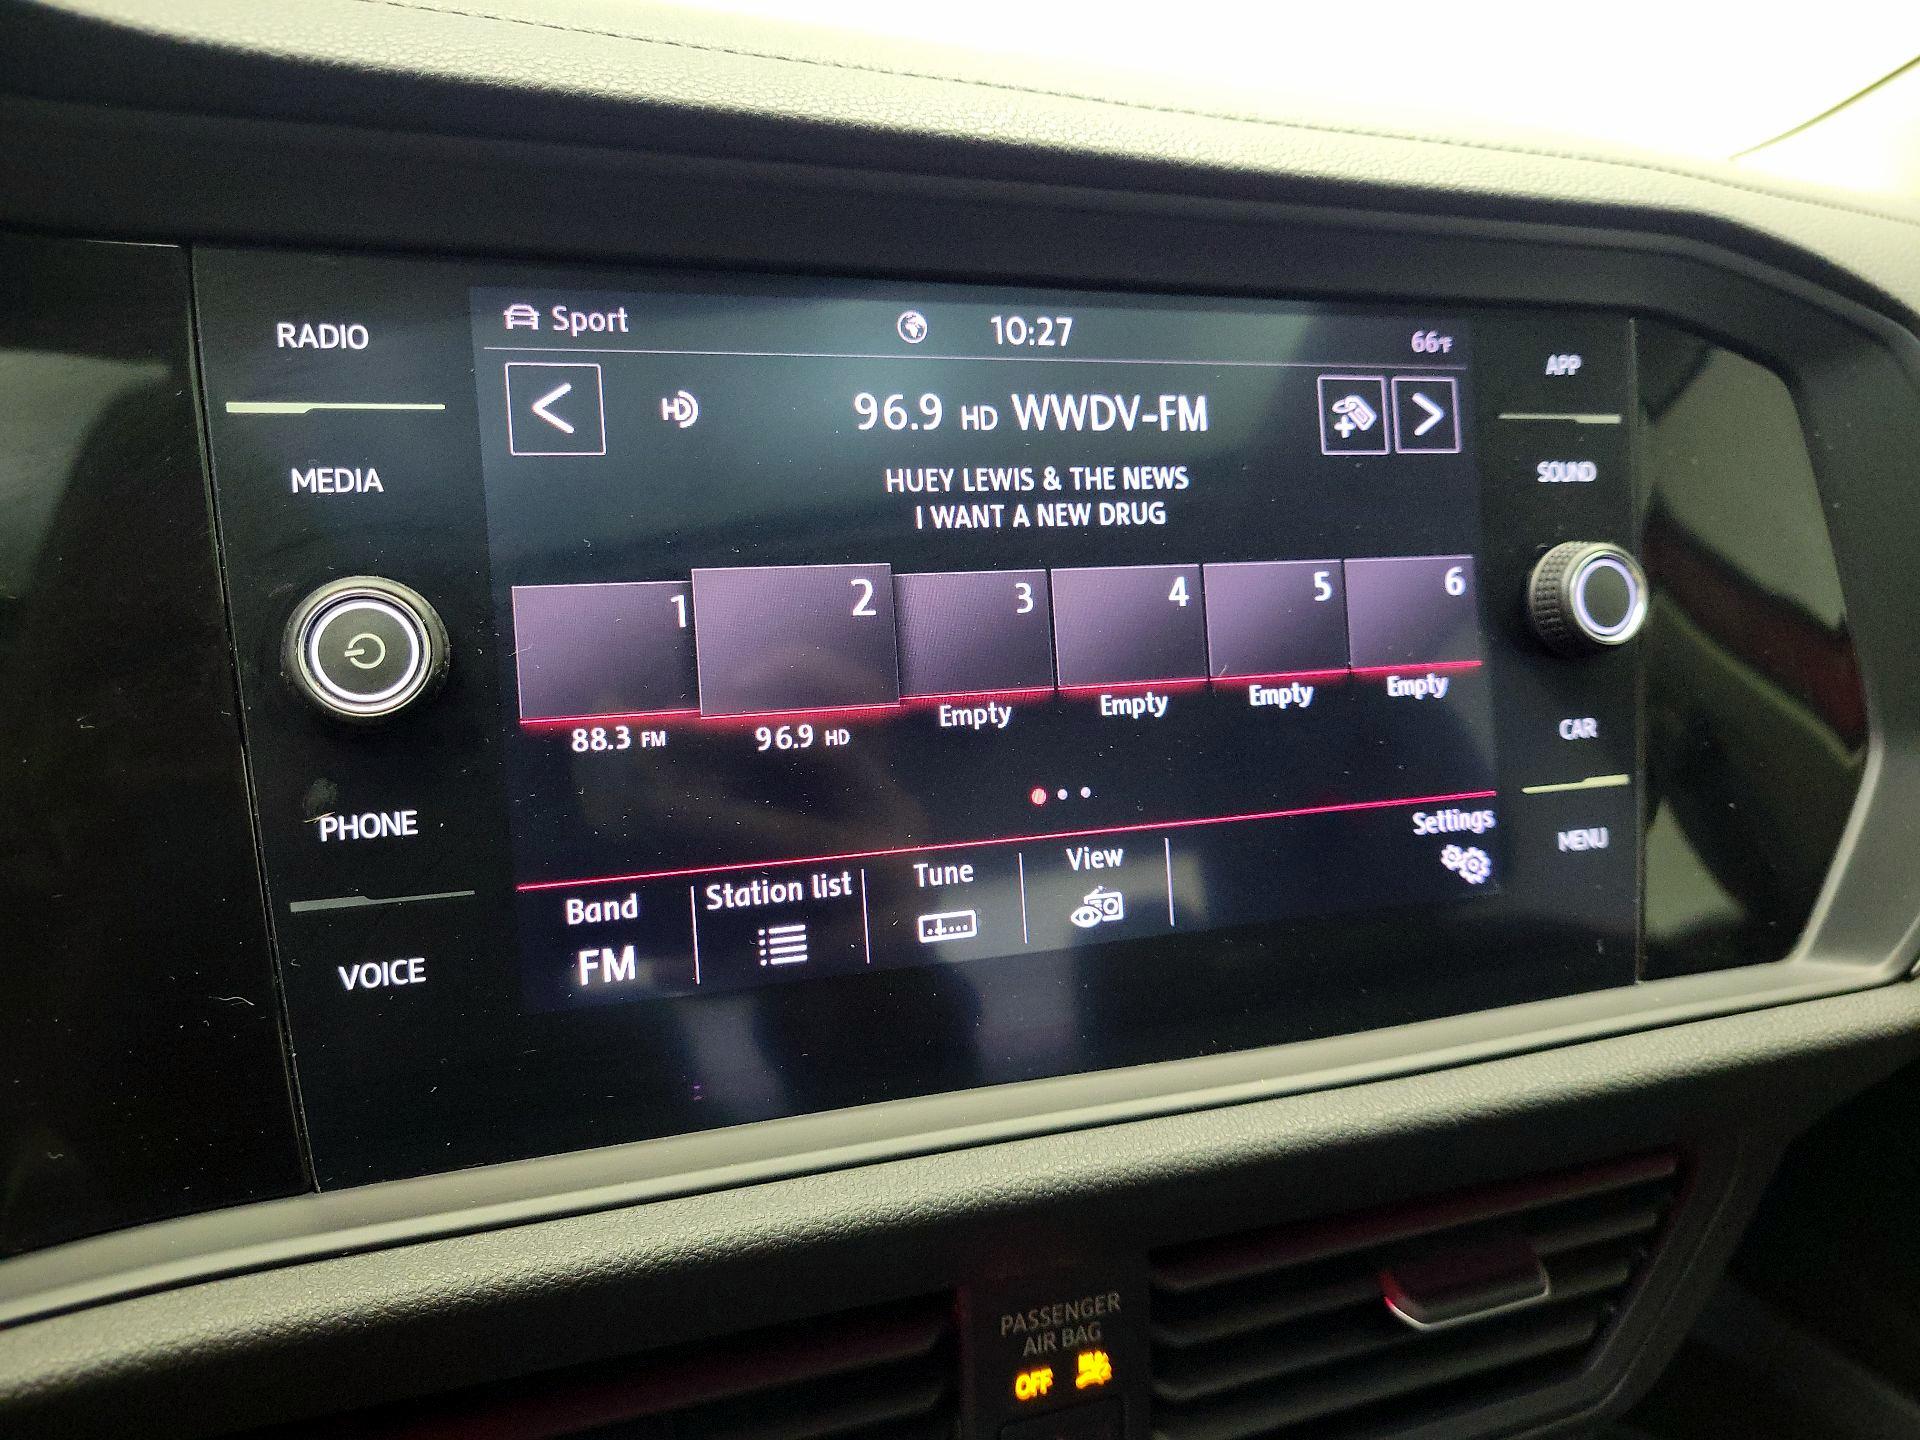 RADIO
MEDIA
PHONE
VOICE
Sport
10:27
66°F
HD
96.9 HD WWDV-FM
HUEY LEWIS & THE NEWS
I WANT A NEW DRUG
1 2 3 4 5 6
88.3 FM 96.9 HD Empty Empty Empty Empty
Band Station list Tune View Settings
FM
APP
SOUND
CAR
MENU
PASSENGER
AIR BAG
OFF